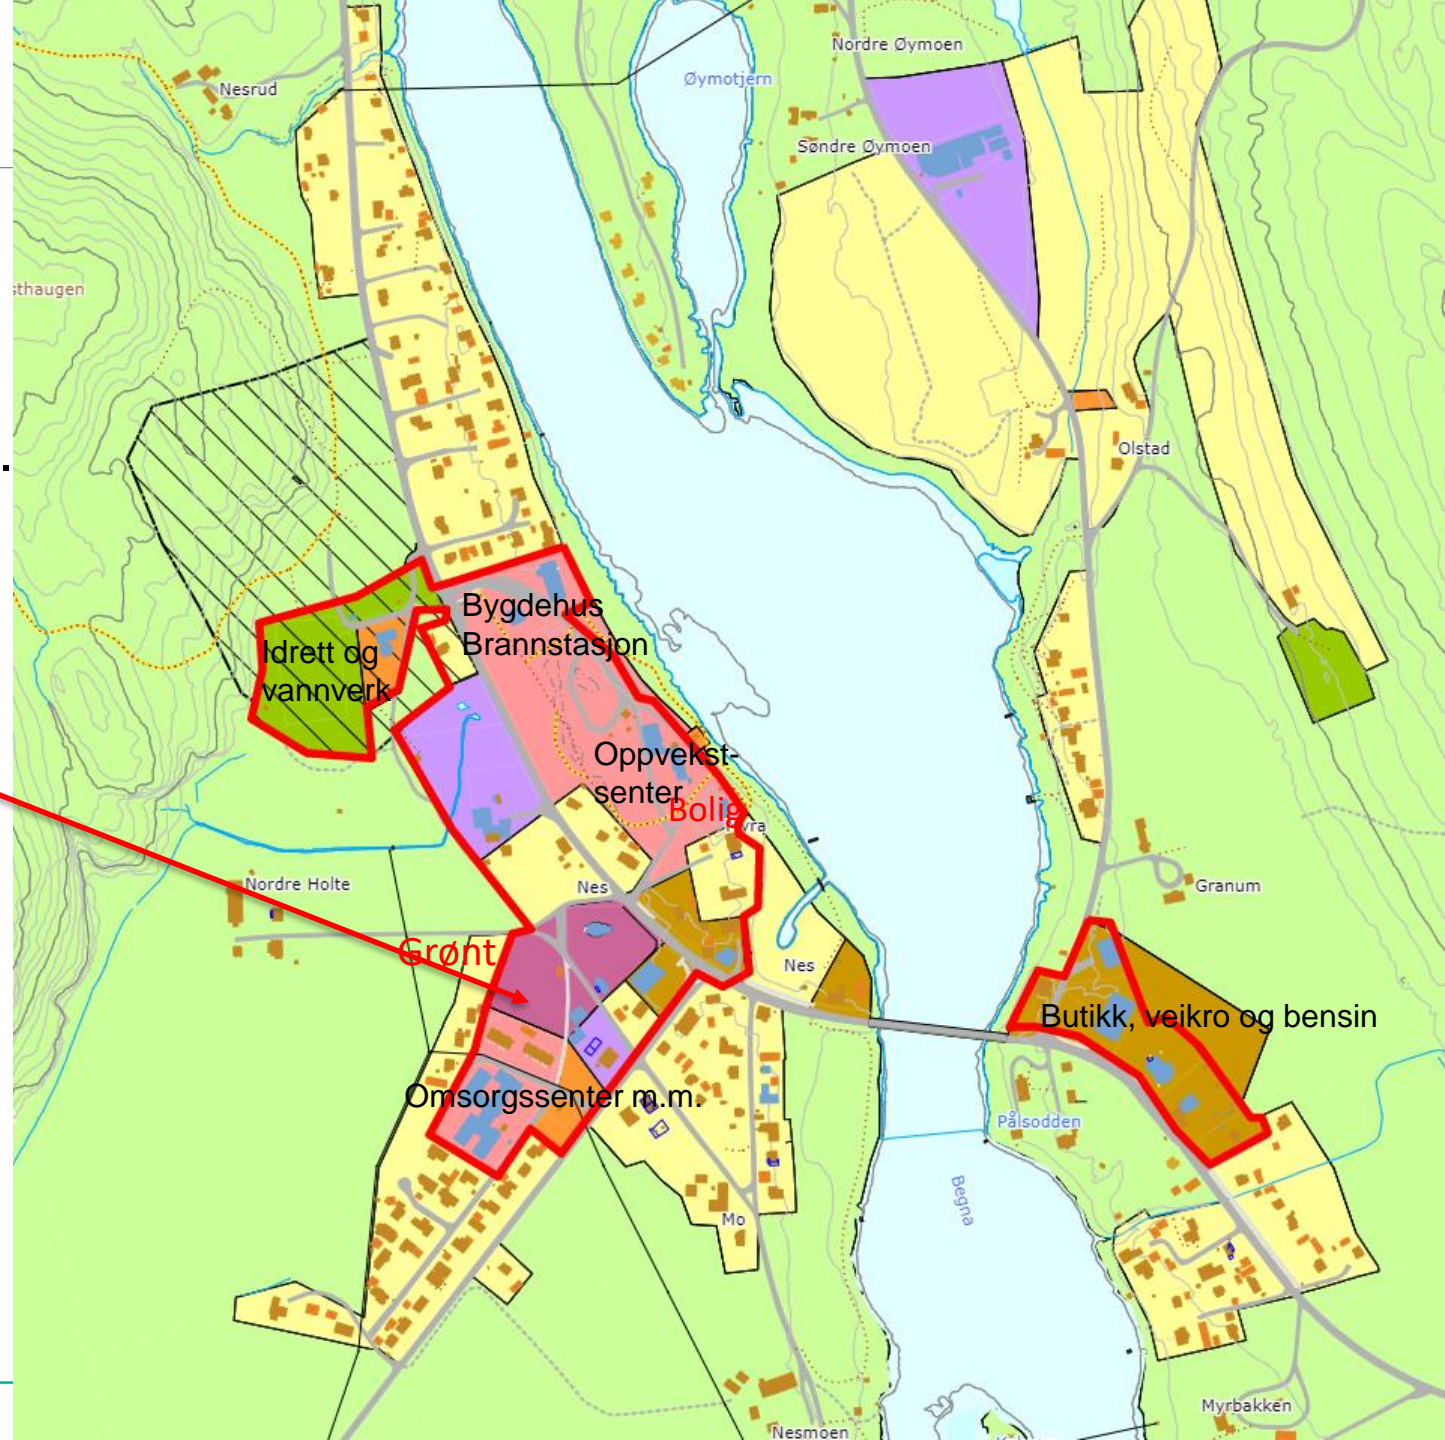 Nordre Øymoen
Øymotjern
Nesrud
Søndre Øymoen
sthaugen
.
Olstad
Bygdehus
Brannstasjon
Idrett og
vannverk
Oppvekst-
senter
Bolig
Nordre Holte
Nes
Granum
Grønt
Nes
Butikk, veikro og bensin
Omsorgssenter m.m.
Pålsodden
Begna
Mo
Myrbakken
Nesmoen